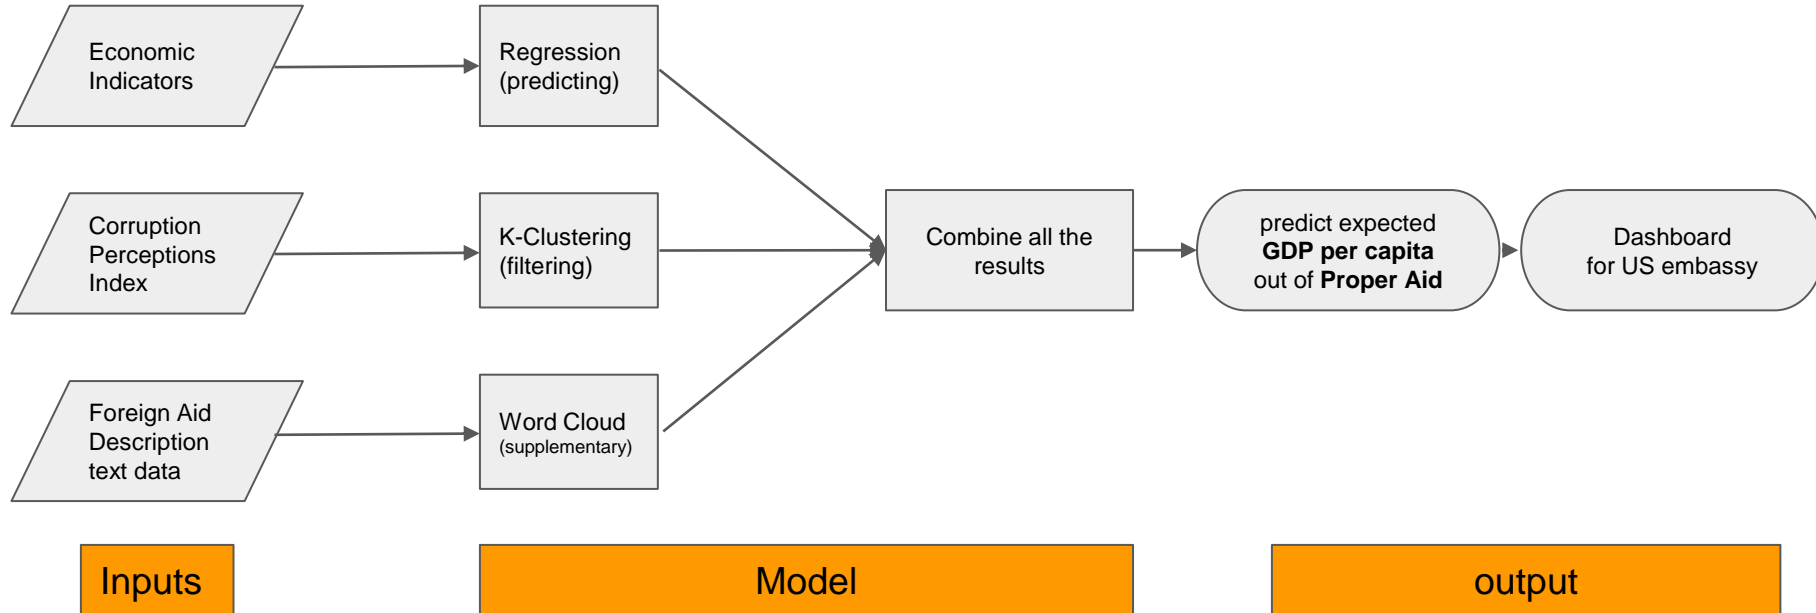 Economic
Indicators
Regression
(predicting)
Corruption
Perceptions
Index
K-Clustering
(filtering)
Combine all the
results
predict expected
GDP per capita
out of Proper Aid
Dashboard
for US embassy
Foreign Aid
Description
text data
Word Cloud
(supplementary)
Inputs
Model
output